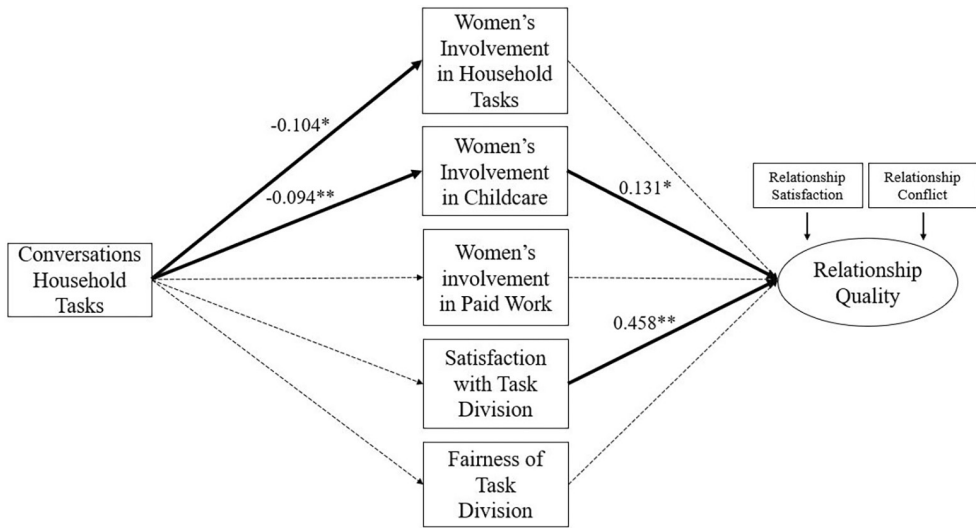 Women's
Involvement
in Household
Tasks
-0.104*
Women's
Involvement
in Childcare
-0.094**
0.131*
Relationship
Satisfaction
Relationship
Conflict
Conversations
Household
Tasks
Women's
involvement
in Paid Work
Relationship
Quality
0.458**
Satisfaction
with Task
Division
Fairness of
Task
Division